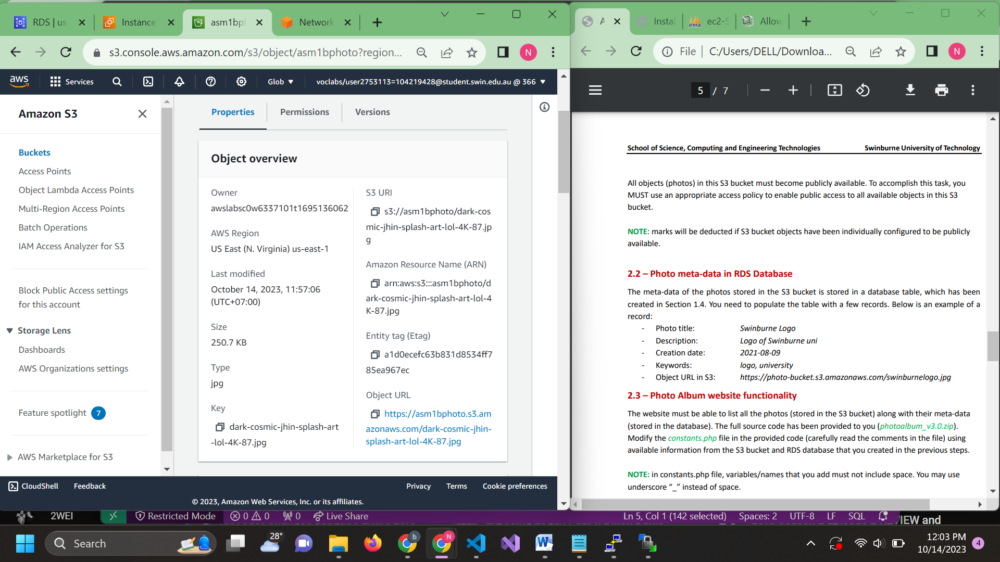 RDS | us-
Instance
asm1bph
Network
s3.console.aws.amazon.com/s3/object/asm1bphoto?region...
N
aws
Services
Glob
voclabs/user2753113=104219428@student.swin.edu.au @ 366
Amazon S3
Buckets
Access Points
Object Lambda Access Points
Multi-Region Access Points
Batch Operations
IAM Access Analyzer for S3
Block Public Access settings
for this account
Storage Lens
Dashboards
AWS Organizations settings
Feature spotlight 7
AWS Marketplace for S3
Properties
Permissions
Versions
Object overview
Owner
awslabsc0w6337101t1695136062
AWS Region
US East (N. Virginia) us-east-1
Last modified
October 14, 2023, 11:57:06
(UTC+07:00)
Size
250.7 KB
Type
jpg
Key
dark-cosmic-jhin-splash-art
-lol-4K-87.jpg
S3 URI
s3://asm1bphoto/dark-cos
mic-jhin-splash-art-lol-4K-87.jp
g
Amazon Resource Name (ARN)
arn:aws:s3:::asm1bphoto/d
ark-cosmic-jhin-splash-art-lol-4
K-87.jpg
Entity tag (Etag)
a1d0ecefc63b831d8534ff7
85ea967ec
Object URL
https://asm1bphoto.s3.am
azonaws.com/dark-cosmic-jhin-
splash-art-lol-4K-87.jpg
CloudShell
Feedback
Privacy
Terms
Cookie preferences
© 2023, Amazon Web Services, Inc. or its affiliates.
A
Instal
PMA ec2-5
Allow
File
C:/Users/DELL/Downloa...
N
5 / 7
School of Science, Computing and Engineering Technologies
Swinburne University of Technology
All objects (photos) in this S3 bucket must become publicly available. To accomplish this task, you
MUST use an appropriate access policy to enable public access to all available objects in this S3
bucket.
NOTE: marks will be deducted if S3 bucket objects have been individually configured to be publicly
available.
2.2 – Photo meta-data in RDS Database
The meta-data of the photos stored in the S3 bucket is stored in a database table, which has been
created in Section 1.4. You need to populate the table with a few records. Below is an example of a
record:
- Photo title: Swinburne Logo
- Description: Logo of Swinburne uni
- Creation date: 2021-08-09
- Keywords: logo, university
- Object URL in S3: https://photo-bucket.s3.amazonaws.com/swinburnelogo.jpg
2.3 – Photo Album website functionality
The website must be able to list all the photos (stored in the S3 bucket) along with their meta-data
(stored in the database). The full source code has been provided to you (photoalbum_v3.0.zip).
Modify the constants.php file in the provided code (carefully read the comments in the file) using
available information from the S3 bucket and RDS database that you created in the previous steps.
NOTE: in constants.php file, variables/names that you add must not include space. You may use
underscore “_” instead of space.
2WEI
Restricted Mode
0 0
0
Live Share
Ln 5, Col 1 (142 selected)
Spaces: 2
UTF-8
LF
SQL
IEW and
Search
28°
b
N
12:03 PM
10/14/2023
4